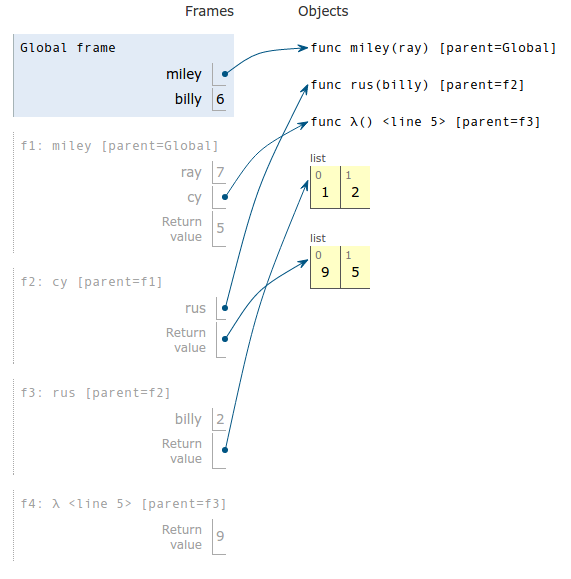 Frames Objects
Global frame
miley
billy 6
func miley(ray) [parent=Global]
func rus(billy) [parent=f2]
func λ() <line 5> [parent=f3]
list
0 1
1 2
list
0 1
9 5
f1: miley [parent=Global]
ray 7
cy
Return
value 5
f2: cy [parent=f1]
rus
Return
value
f3: rus [parent=f2]
billy 2
Return
value
f4: λ <line 5> [parent=f3]
Return
value 9